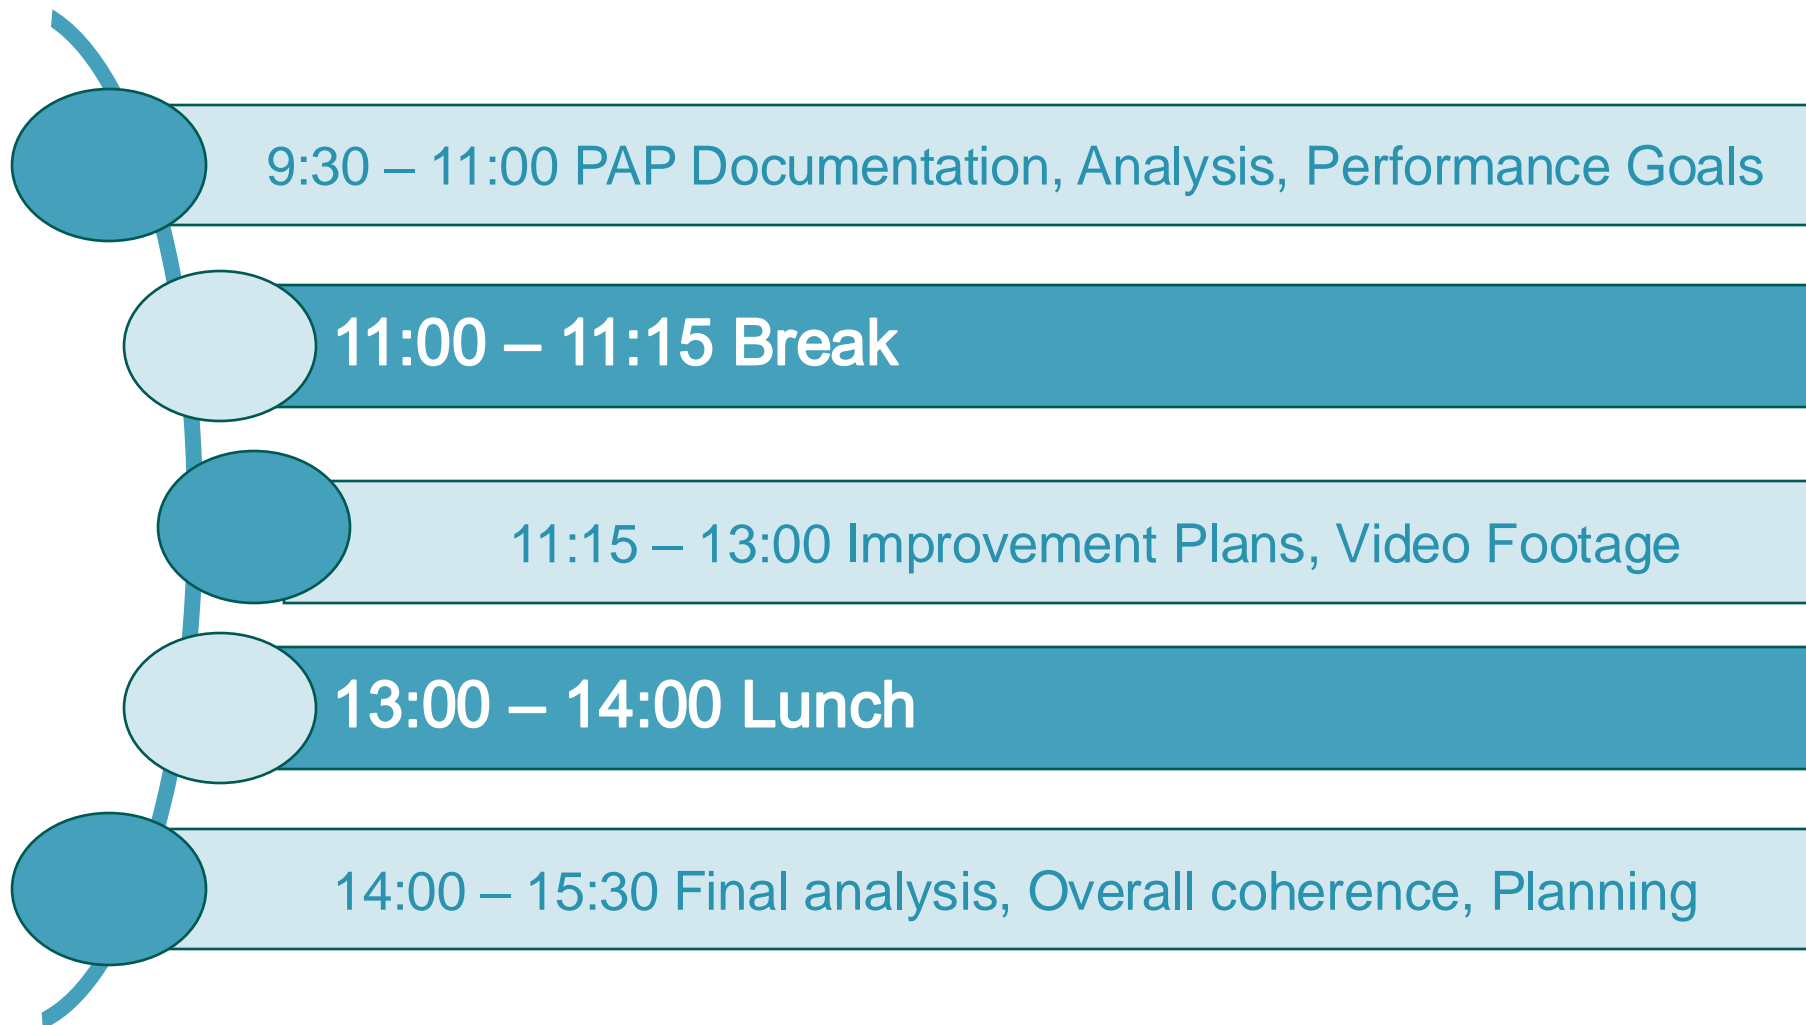 9:30 – 11:00 PAP Documentation, Analysis, Performance Goals
11:00 – 11:15 Break
11:15 – 13:00 Improvement Plans, Video Footage
13:00 – 14:00 Lunch
14:00 – 15:30 Final analysis, Overall coherence, Planning